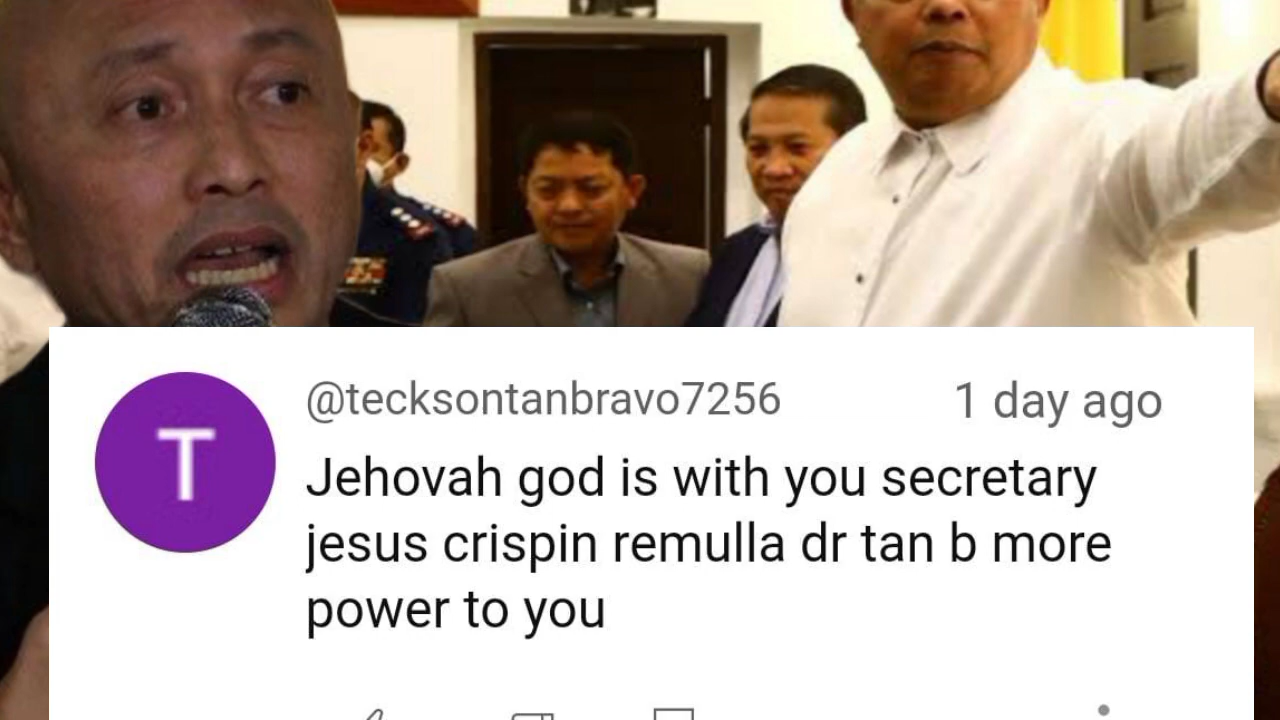 T
@tecksontanbravo7256 1 day ago
Jehovah god is with you secretary
jesus crispin remulla dr tan b more
power to you